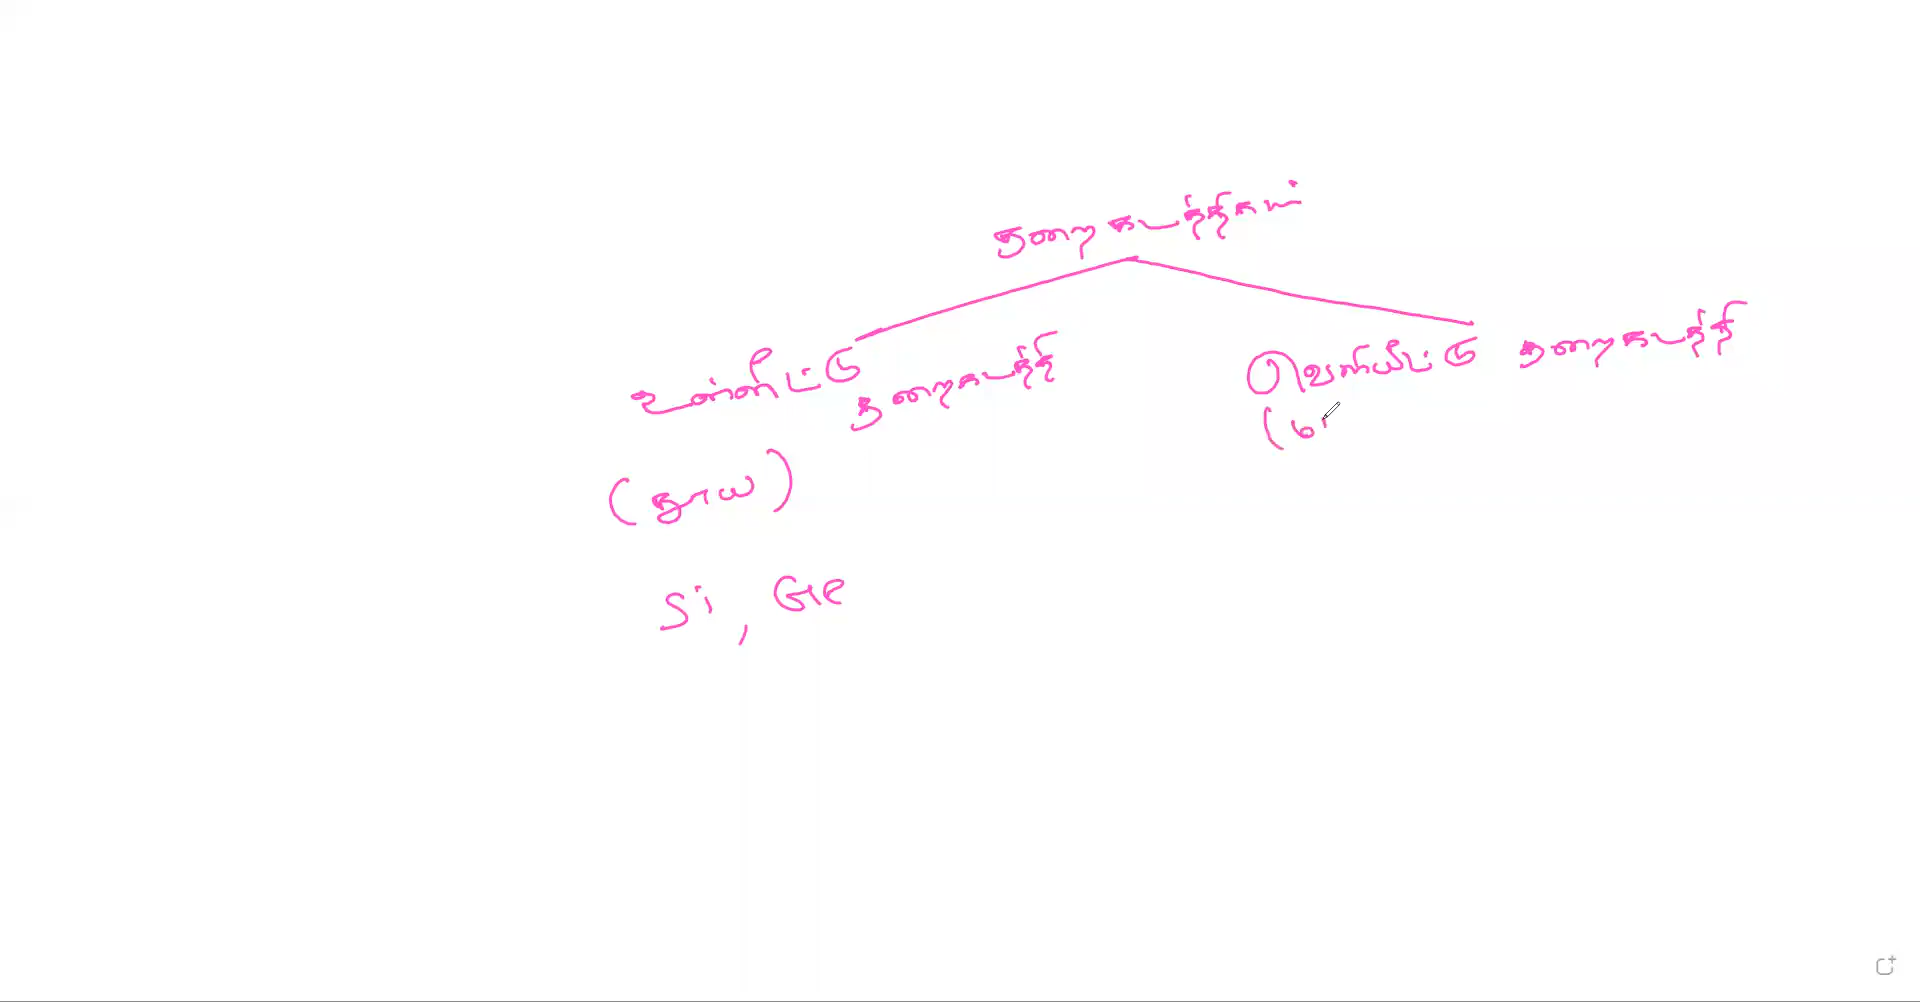 குறைகடத்திகள்
உள்ளீட்டு குறைகடத்தி
வெளியீட்டு குறைகடத்தி
(தூய)
(
Si, Ge